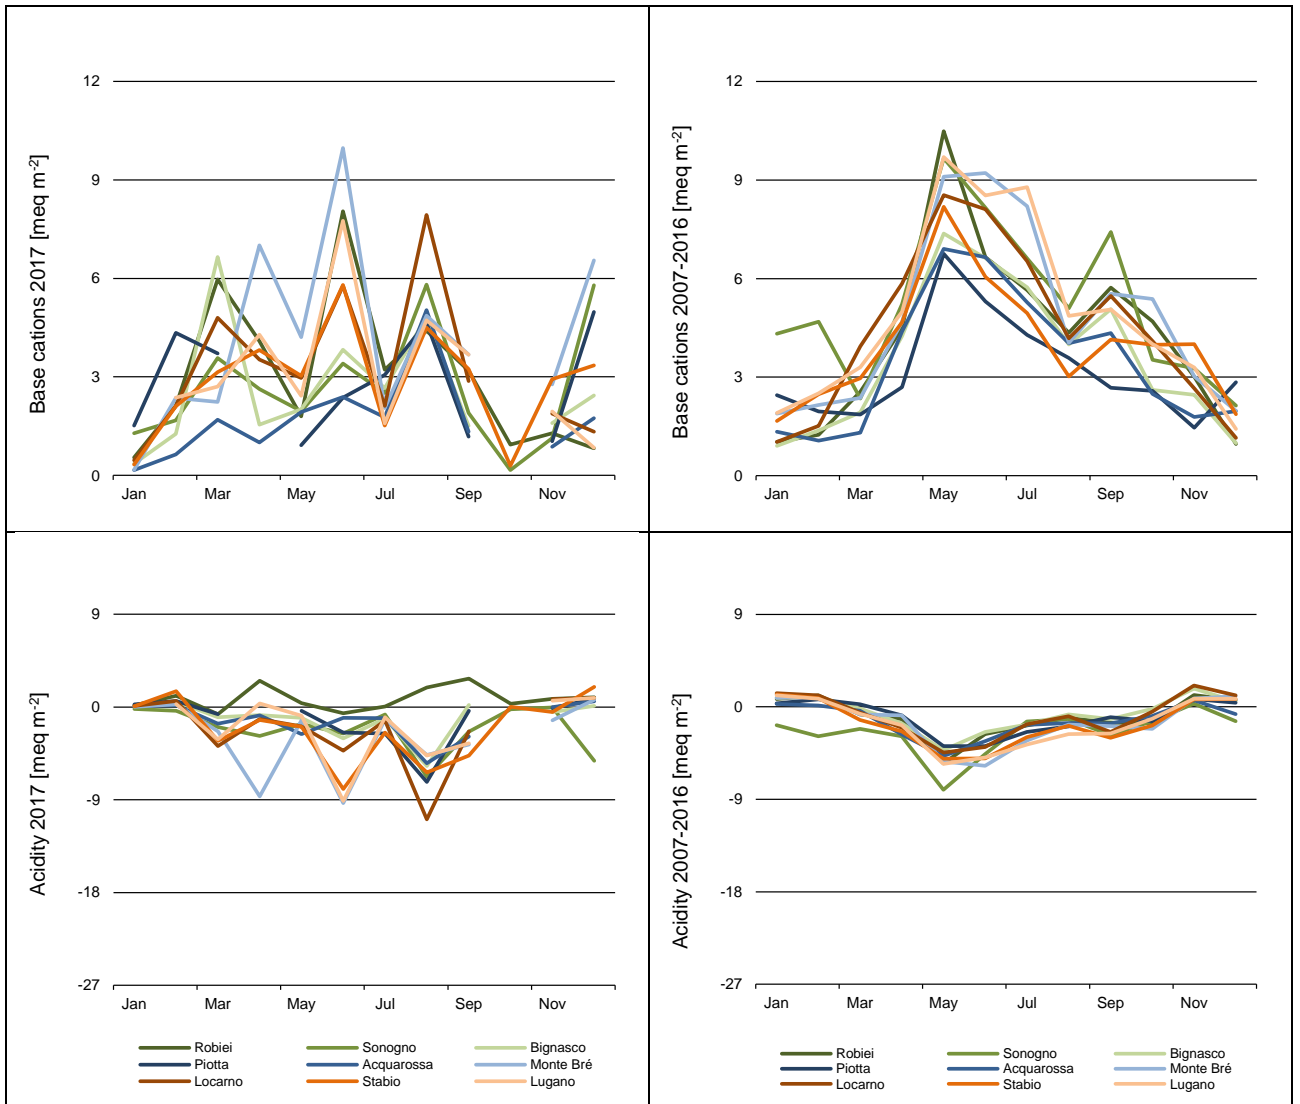 Base cations 2017 [meq m-2]
12
9
6
3
0
Jan
Mar
May
Jul
Sep
Nov
Base cations 2007-2016 [meq m-2]
12
9
6
3
0
Jan
Mar
May
Jul
Sep
Nov
Acidity 2017 [meq m-2]
9
0
-9
-18
-27
Jan
Mar
May
Jul
Sep
Nov
Robiei
Sonogno
Bignasco
Piotta
Acquarossa
Monte Bré
Locarno
Stabio
Lugano
Acidity 2007-2016 [meq m-2]
9
0
-9
-18
-27
Jan
Mar
May
Jul
Sep
Nov
Robiei
Sonogno
Bignasco
Piotta
Acquarossa
Monte Bré
Locarno
Stabio
Lugano